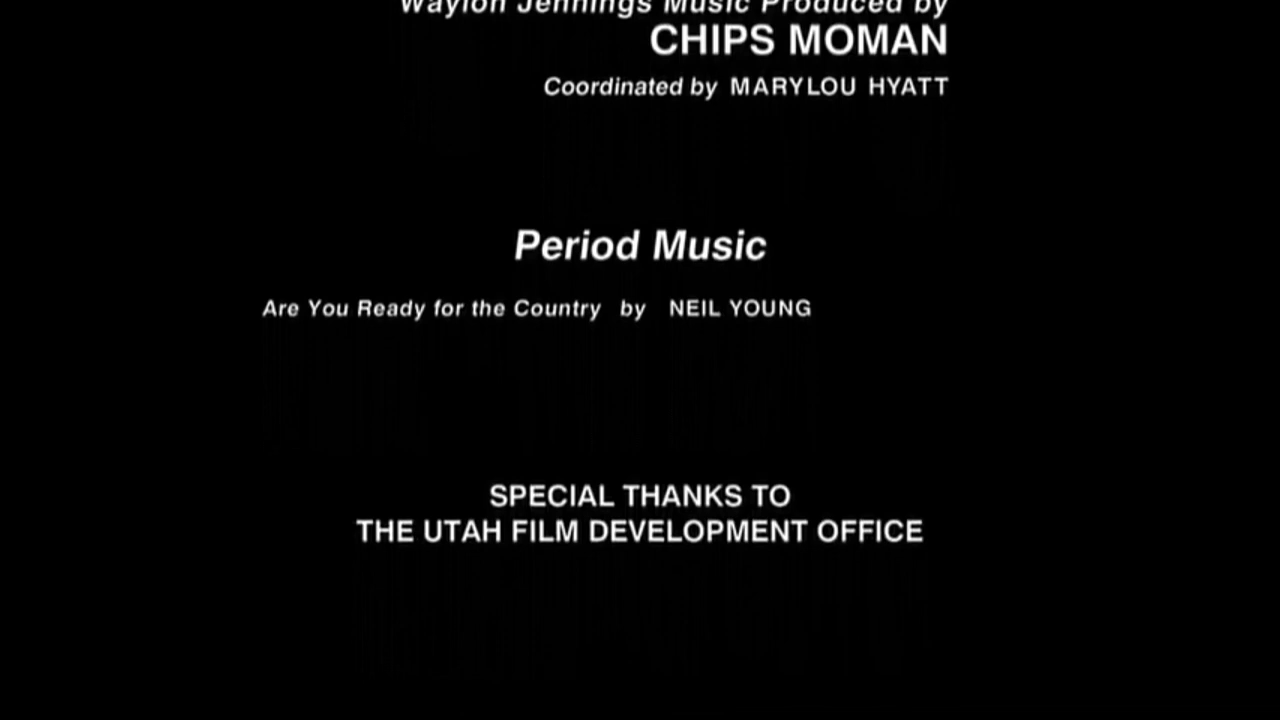 Waylon Jennings Music Produced by
CHIPS MOMAN
Coordinated by MARYLOU HYATT
Period Music
Are You Ready for the Country by NEIL YOUNG
SPECIAL THANKS TO
THE UTAH FILM DEVELOPMENT OFFICE